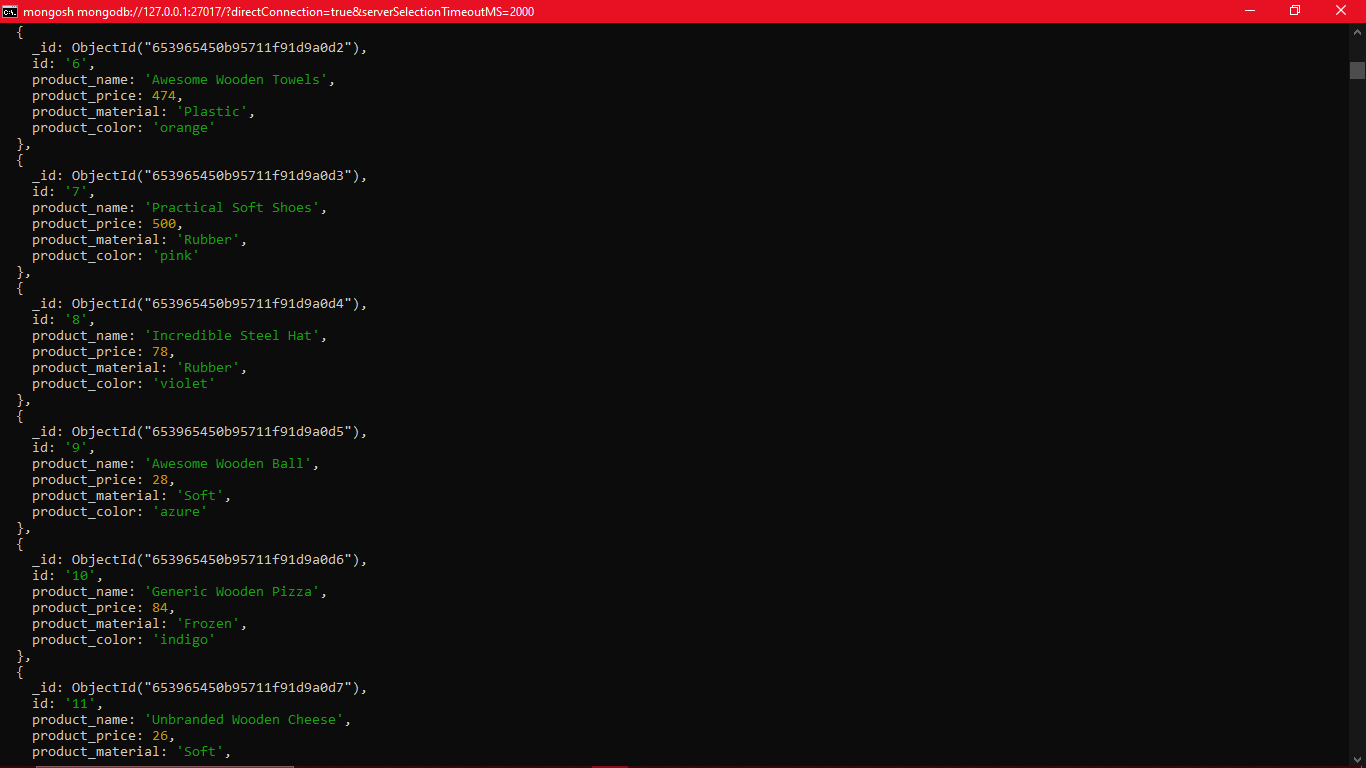 mongosh mongodb://127.0.0.1:27017/?directConnection=true&serverSelectionTimeoutMS=2000
{
_id: ObjectId("653965450b95711f91d9a0d2"),
id: '6',
product_name: 'Awesome Wooden Towels',
product_price: 474,
product_material: 'Plastic',
product_color: 'orange'
},
{
_id: ObjectId("653965450b95711f91d9a0d3"),
id: '7',
product_name: 'Practical Soft Shoes',
product_price: 500,
product_material: 'Rubber',
product_color: 'pink'
},
{
_id: ObjectId("653965450b95711f91d9a0d4"),
id: '8',
product_name: 'Incredible Steel Hat',
product_price: 78,
product_material: 'Rubber',
product_color: 'violet'
},
{
_id: ObjectId("653965450b95711f91d9a0d5"),
id: '9',
product_name: 'Awesome Wooden Ball',
product_price: 28,
product_material: 'Soft',
product_color: 'azure'
},
{
_id: ObjectId("653965450b95711f91d9a0d6"),
id: '10',
product_name: 'Generic Wooden Pizza',
product_price: 84,
product_material: 'Frozen',
product_color: 'indigo'
},
{
_id: ObjectId("653965450b95711f91d9a0d7"),
id: '11',
product_name: 'Unbranded Wooden Cheese',
product_price: 26,
product_material: 'Soft',